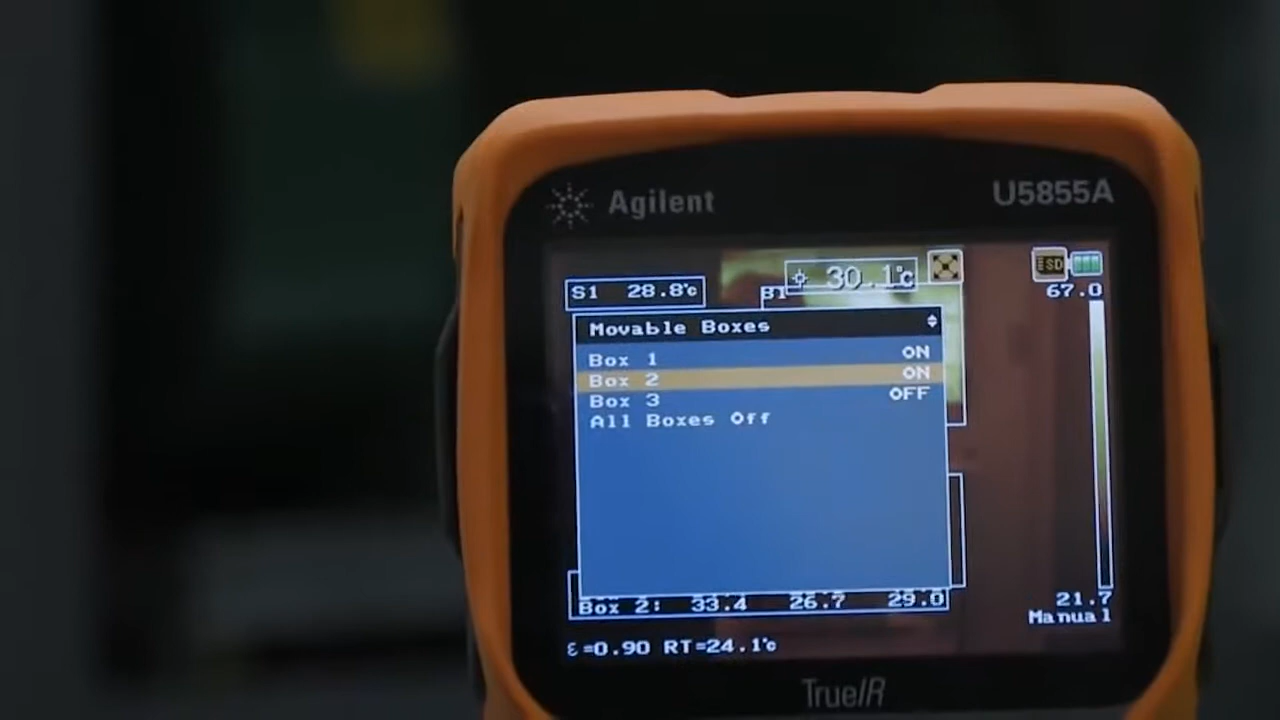 Agilent
U5855A
SD
S1 28.8°c
30.1°c
B1
67.0
Movable Boxes
Box 1 ON
Box 2 ON
Box 3 OFF
All Boxes Off
Box 2: 33.4 26.7 29.0
21.7
Manual
ε=0.90 RT=24.1°c
TrueIR